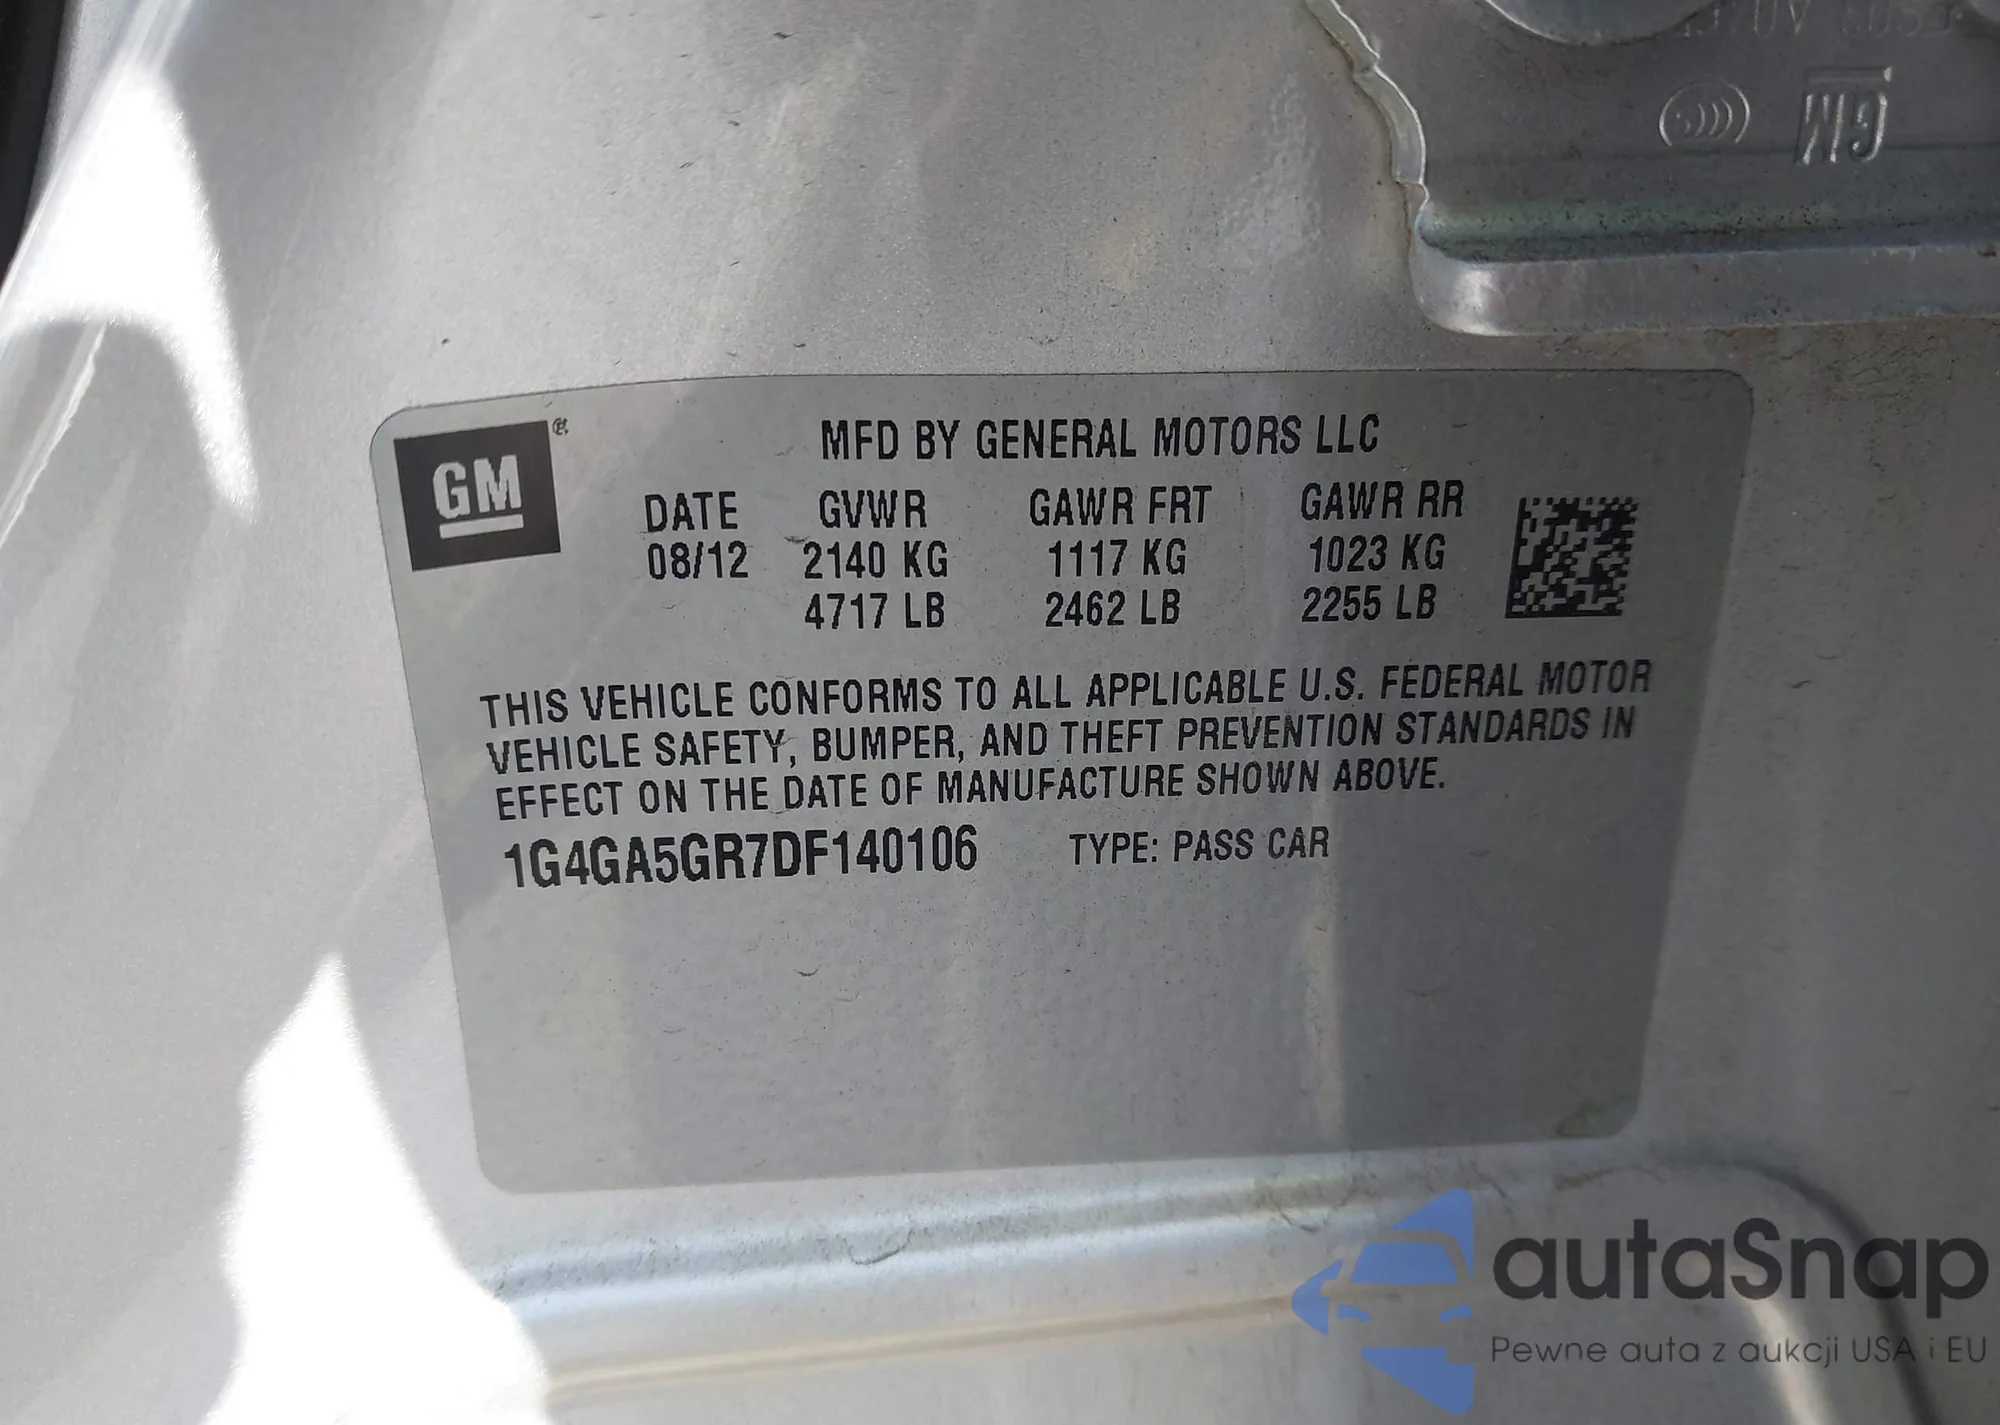 GM
MFD BY GENERAL MOTORS LLC
DATE GVWR GAWR FRT GAWR RR
08/12 2140 KG 1117 KG 1023 KG
4717 LB 2462 LB 2255 LB
THIS VEHICLE CONFORMS TO ALL APPLICABLE U.S. FEDERAL MOTOR
VEHICLE SAFETY, BUMPER, AND THEFT PREVENTION STANDARDS IN
EFFECT ON THE DATE OF MANUFACTURE SHOWN ABOVE.
1G4GA5GR7DF140106 TYPE: PASS CAR
GM ®
autaSnap
Pewne auta z aukcji USA i EU